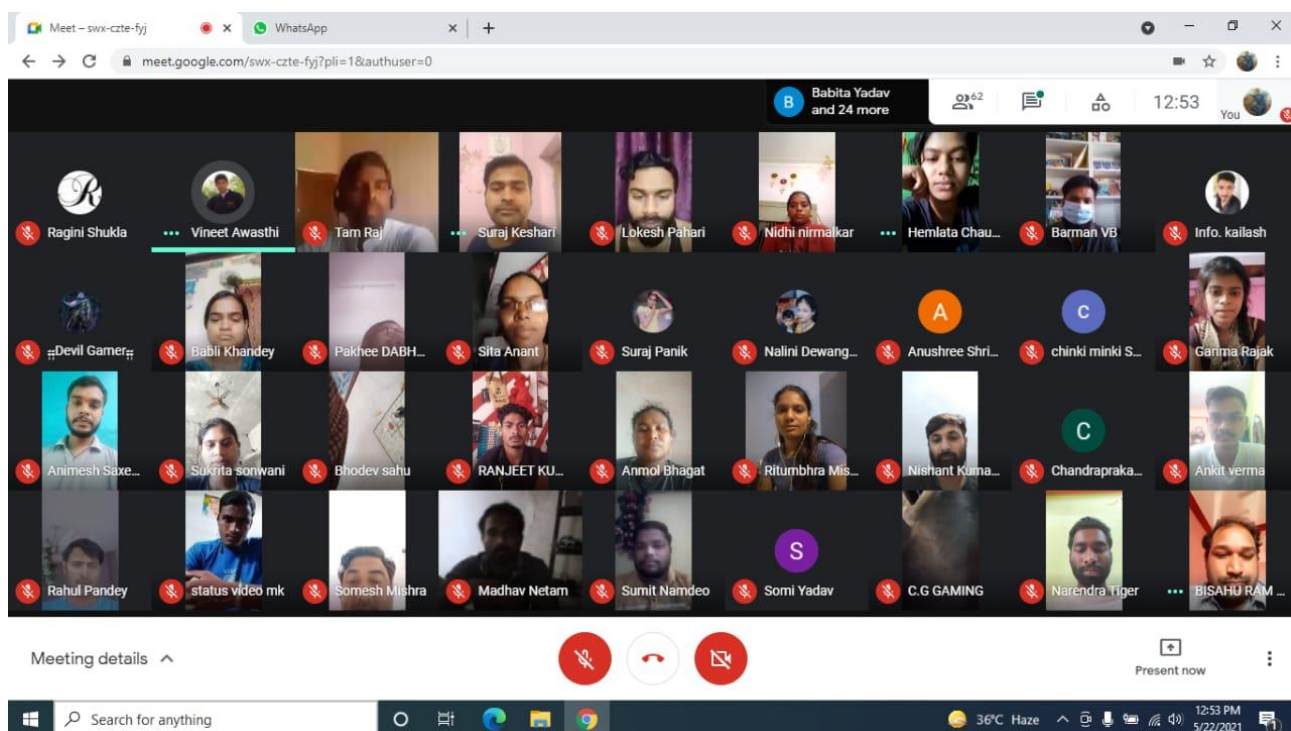 Meet – swx-czte-fyj
WhatsApp
meet.google.com/swx-czte-fyj?pli=1&authuser=0
B
Babita Yadav
and 24 more
62
12:53
You
R
Ragini Shukla
Vineet Awasthi
Tam Raj
Suraj Keshari
Lokesh Pahari
Nidhi nirmalkar
Hemlata Chau...
Barman VB
Info. kailash
Devil Gamer
Babli Khandey
Pakhee DABH...
Sita Anant
Suraj Panik
Nalini Dewang...
A
Anushree Shri...
c
chinki minki S...
Garima Rajak
Animesh Saxe...
Sukrita sonwani
Bhodev sahu
RANJEET KU...
Anmol Bhagat
Ritumbhra Mis...
Nishant Kuma...
C
Chandrapraka...
Ankit verma
Rahul Pandey
status video mk
Somesh Mishra
Madhav Netam
Sumit Namdeo
S
Somi Yadav
C.G GAMING
Narendra Tiger
BISAHU RAM ...
Meeting details
Present now
Search for anything
36°C Haze
12:53 PM
5/22/2021
1